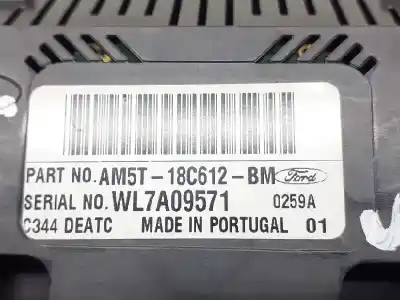 PART NO. AM5T-18C612-BM Ford
SERIAL NO. WL7A09571 0259A
C344 DEATC MADE IN PORTUGAL 01